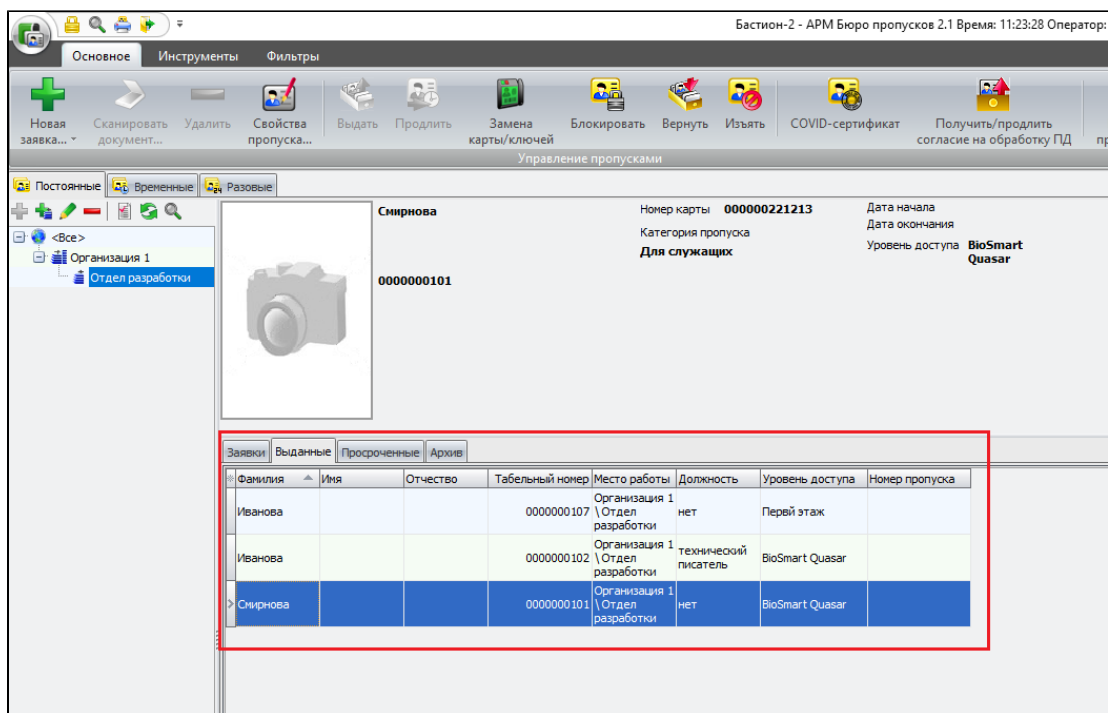 Бастион-2 - АРМ Бюро пропусков 2.1 Время: 11:23:28 Оператор:
Основное Инструменты Фильтры
Новая заявка...
Сканировать документ...
Удалить
Свойства пропуска...
Выдать
Продлить
Замена карты/ключей
Блокировать
Вернуть
Изъять
COVID-сертификат
Получить/продлить согласие на обработку ПД
Управление пропусками
Постоянные Временные Разовые
<Все>
Организация 1
Отдел разработки
Смирнова
0000000101
Номер карты 000000221213
Категория пропуска
Для служащих
Дата начала
Дата окончания
Уровень доступа BioSmart Quasar
Заявки Выданные Просроченные Архив
Фамилия Имя Отчество Табельный номер Место работы Должность Уровень доступа Номер пропуска
Иванова 0000000107 Организация 1 \ Отдел разработки нет Первй этаж
Иванова 0000000102 Организация 1 \ Отдел разработки технический писатель BioSmart Quasar
Смирнова 0000000101 Организация 1 \ Отдел разработки нет BioSmart Quasar